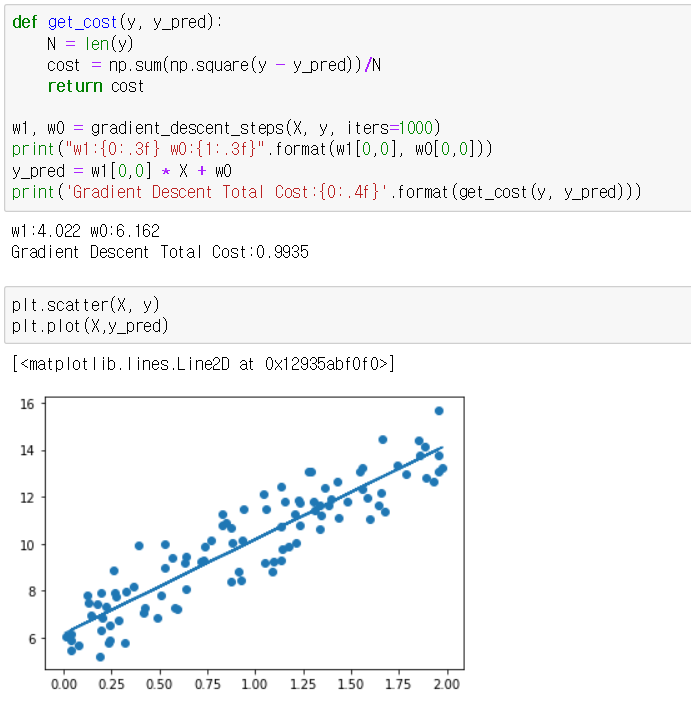 def get_cost(y, y_pred):
    N = len(y)
    cost = np.sum(np.square(y - y_pred))/N
    return cost

w1, w0 = gradient_descent_steps(X, y, iters=1000)
print("w1:{0:.3f} w0:{1:.3f}".format(w1[0,0], w0[0,0]))
y_pred = w1[0,0] * X + w0
print('Gradient Descent Total Cost:{0:.4f}'.format(get_cost(y, y_pred)))
w1:4.022 w0:6.162
Gradient Descent Total Cost:0.9935
plt.scatter(X, y)
plt.plot(X,y_pred)
[<matplotlib.lines.Line2D at 0x12935abf0f0>]
16
14
12
10
8
6
0.00 0.25 0.50 0.75 1.00 1.25 1.50 1.75 2.00